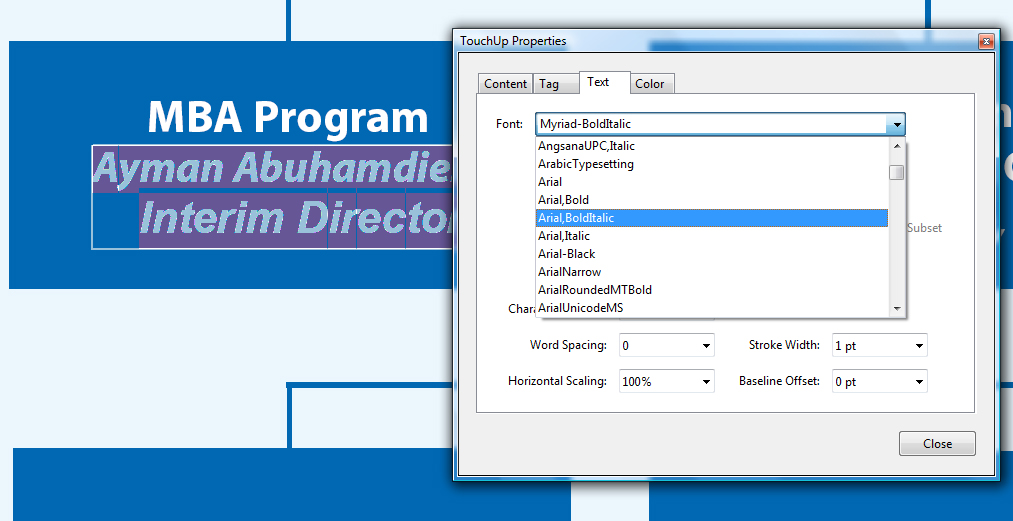 MBA Program
Ayman Abuhamdie
Interim Director
TouchUp Properties
Content
Tag
Text
Color
Font:
Myriad-BoldItalic
AngsanaUPC,Italic
ArabicTypesetting
Arial
Arial,Bold
Arial,BoldItalic
Arial,Italic
Arial-Black
ArialNarrow
ArialRoundedMTBold
ArialUnicodeMS
Subset
Chara
Word Spacing:
0
Stroke Width:
1 pt
Horizontal Scaling:
100%
Baseline Offset:
0 pt
Close